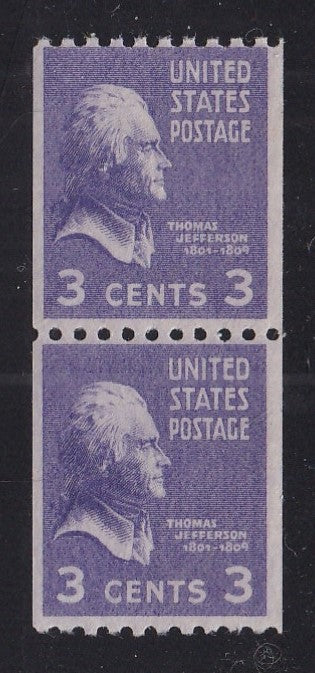 UNITED
STATES
POSTAGE
THOMAS
JEFFERSON
1801-1809
3 CENTS 3
UNITED
STATES
POSTAGE
THOMAS
JEFFERSON
1801-1809
3 CENTS 3